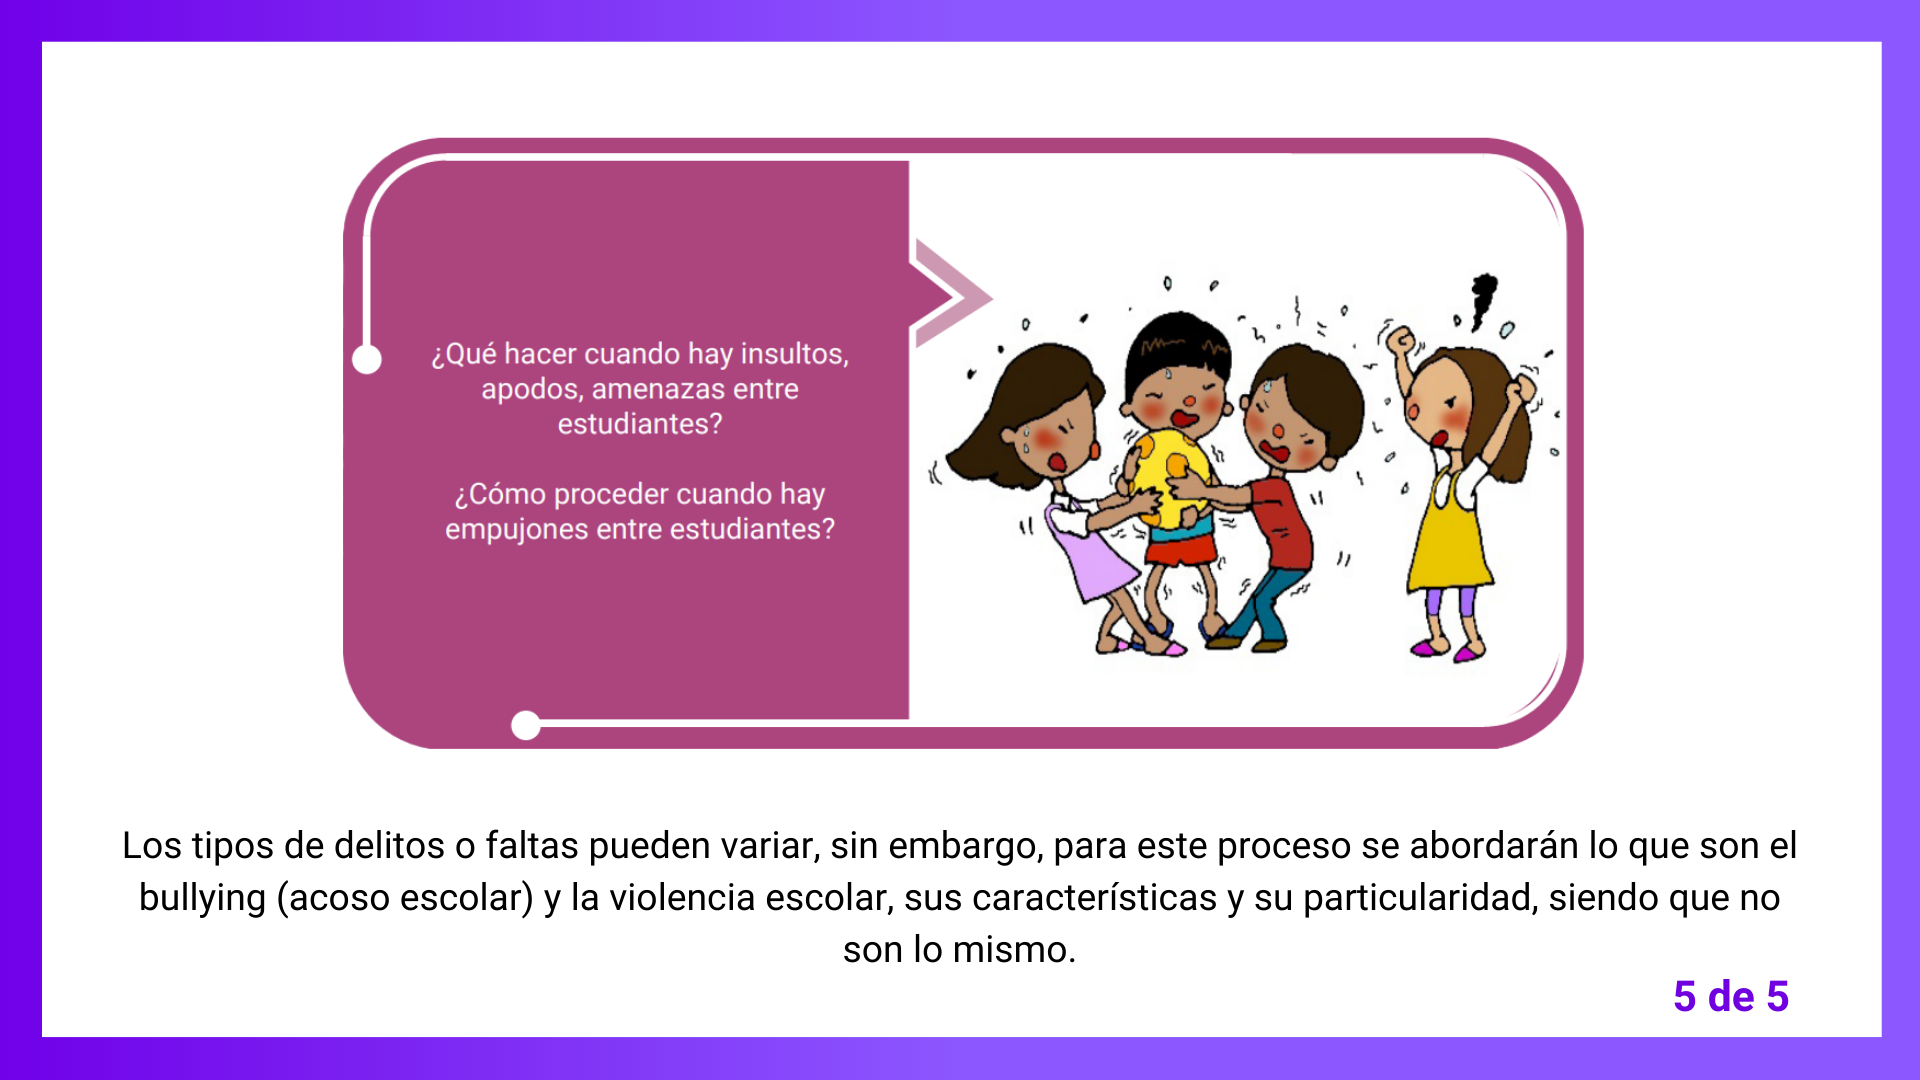 ¿Qué hacer cuando hay insultos,
apodos, amenazas entre
estudiantes?
¿Cómo proceder cuando hay
empujones entre estudiantes?
Los tipos de delitos o faltas pueden variar, sin embargo, para este proceso se abordarán lo que son el
bullying (acoso escolar) y la violencia escolar, sus características y su particularidad, siendo que no
son lo mismo.
5 de 5